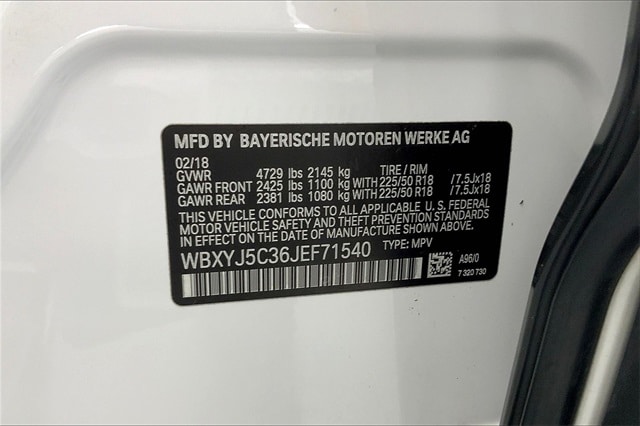 MFD BY BAYERISCHE MOTOREN WERKE AG
02/18
GVWR 4729 lbs 2145 kg TIRE / RIM
GAWR FRONT 2425 lbs 1100 kg WITH 225/50 R18 /7.5Jx18
GAWR REAR 2381 lbs 1080 kg WITH 225/50 R18 /7.5Jx18
THIS VEHICLE CONFORMS TO ALL APPLICABLE U. S. FEDERAL
MOTOR VEHICLE SAFETY AND THEFT PREVENTION STANDARDS
IN EFFECT ON THE DATE OF MANUFACTURE SHOWN ABOVE.
WBXYJ5C36JEF71540 TYPE: MPV
A96/0
7 320 730